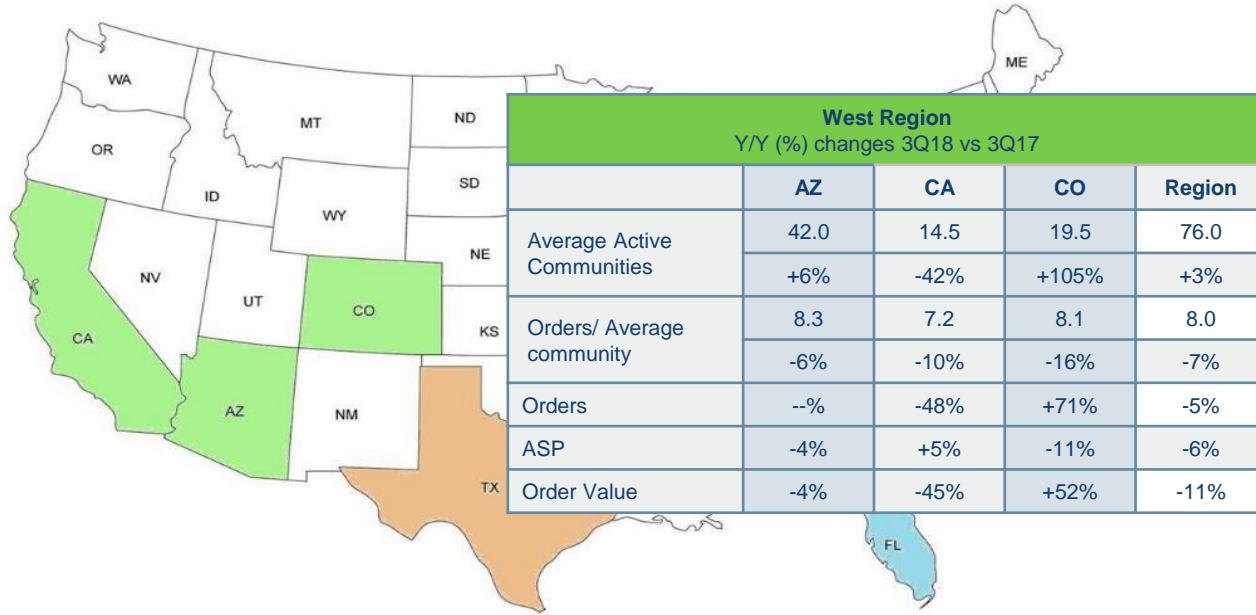 ME
WA
MT
ND
OR
ID
SD
WY
NE
NV
UT
CO
KS
CA
AZ
NM
TX
FL
West Region
Y/Y (%) changes 3Q18 vs 3Q17
AZ CA CO Region
Average Active
Communities
42.0 14.5 19.5 76.0
+6% -42% +105% +3%
Orders/ Average
community
8.3 7.2 8.1 8.0
-6% -10% -16% -7%
Orders --% -48% +71% -5%
ASP -4% +5% -11% -6%
Order Value -4% -45% +52% -11%